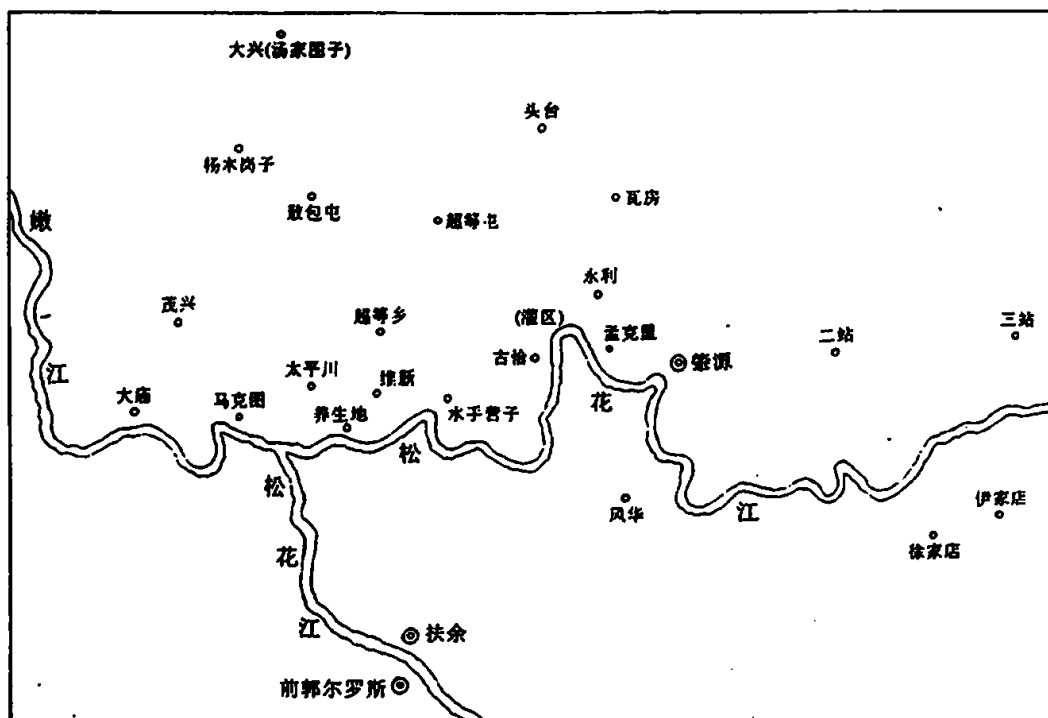 大兴(汤家围子)
头台
杨木岗子
敖包屯
瓦房
超等屯
嫩
江
永利
茂兴
超等乡
(灌区)
孟克里
二站
三站
古恰
肇源
太平川
维新
大庙
马克图
养生地
水手营子
花
松
松
江
风华
伊家店
徐家店
花
江
扶余
前郭尔罗斯